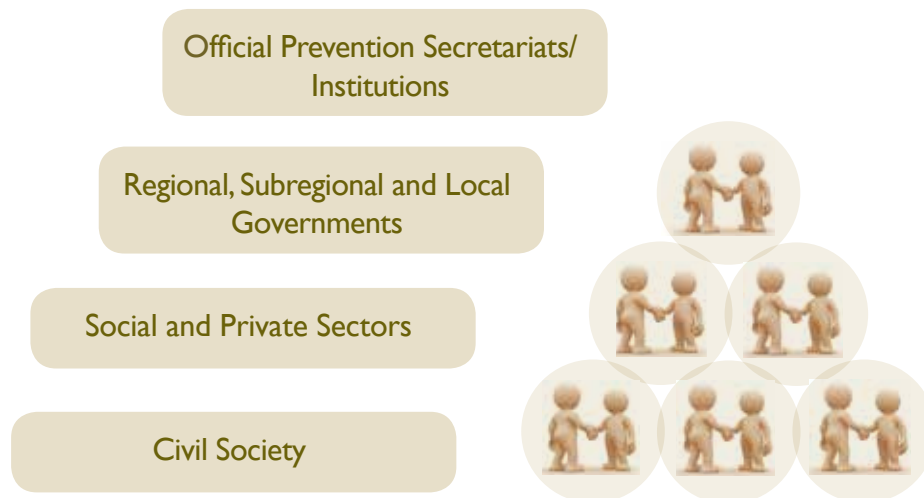 Official Prevention Secretariats/
Institutions
Regional, Subregional and Local
Governments
Social and Private Sectors
Civil Society